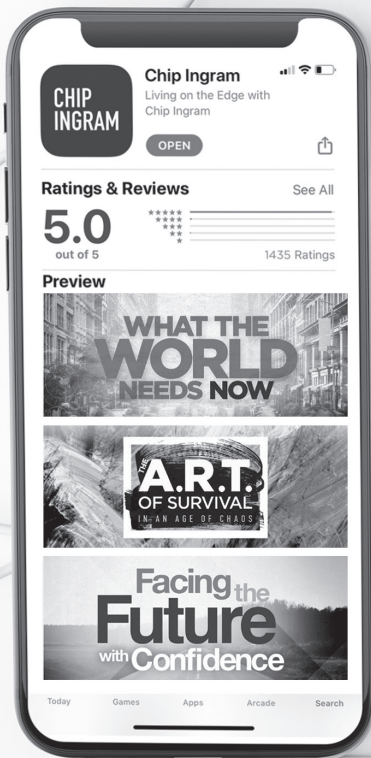 CHIP
INGRAM
Chip Ingram
Living on the Edge with
Chip Ingram
OPEN
Ratings & Reviews
See All
5.0
out of 5
1435 Ratings
Preview
WHAT THE
WORLD
NEEDS NOW
THE
A.R.T.
OF SURVIVAL
IN AN AGE OF CHAOS
Facing the
Future
with Confidence
Today Games Apps Arcade Search